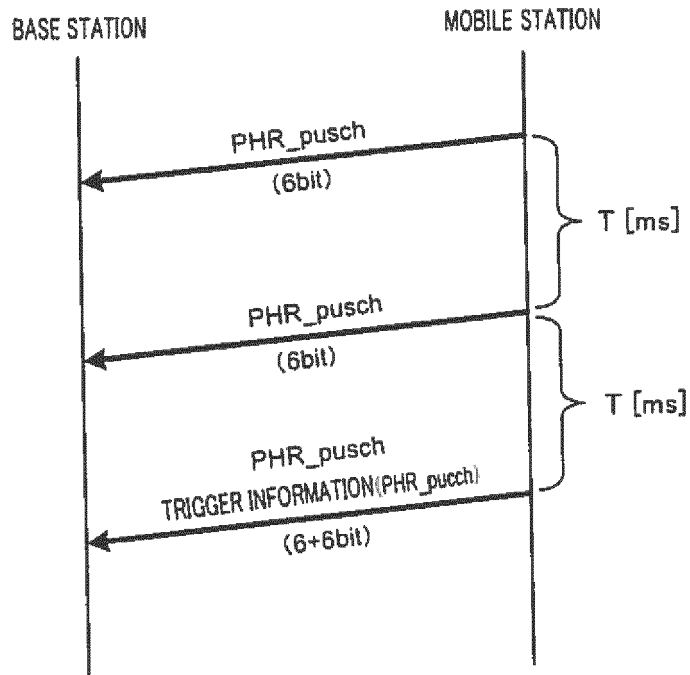 BASE STATION
MOBILE STATION
PHR_pusch
(6bit)
T [ms]
PHR_pusch
(6bit)
T [ms]
PHR_pusch
TRIGGER INFORMATION(PHR_pucch)
(6+6bit)